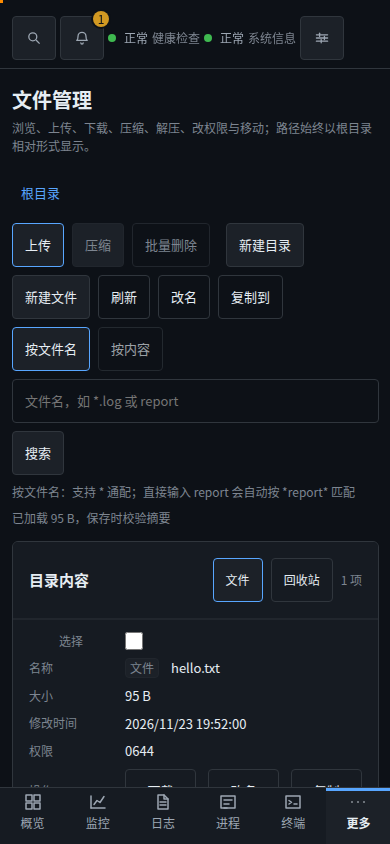 1
正常 健康检查 正常 系统信息
文件管理
浏览、上传、下载、压缩、解压、改权限与移动；路径始终以根目录
相对形式显示。
根目录
上传 压缩 批量删除 新建目录
新建文件 刷新 改名 复制到
按文件名 按内容
文件名，如 *.log 或 report
搜索
按文件名：支持 * 通配；直接输入 report 会自动按 *report* 匹配
已加载 95 B，保存时校验摘要
目录内容 文件 回收站 1 项
选择
名称 文件 hello.txt
大小 95 B
修改时间 2026/11/23 19:52:00
权限 0644
概览 监控 日志 进程 终端 更多